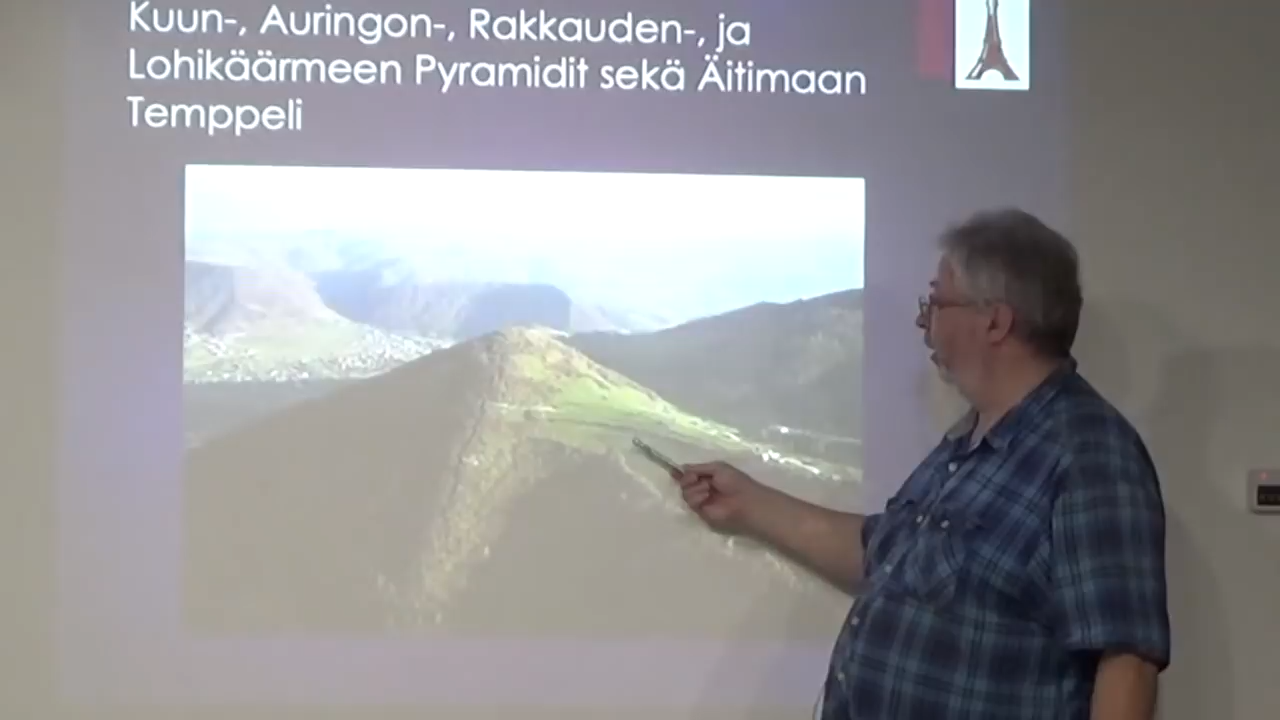 Kuun-, Auringon-, Rakkauden-, ja
Lohikäärmeen Pyramidit sekä Äitimaan
Temppeli